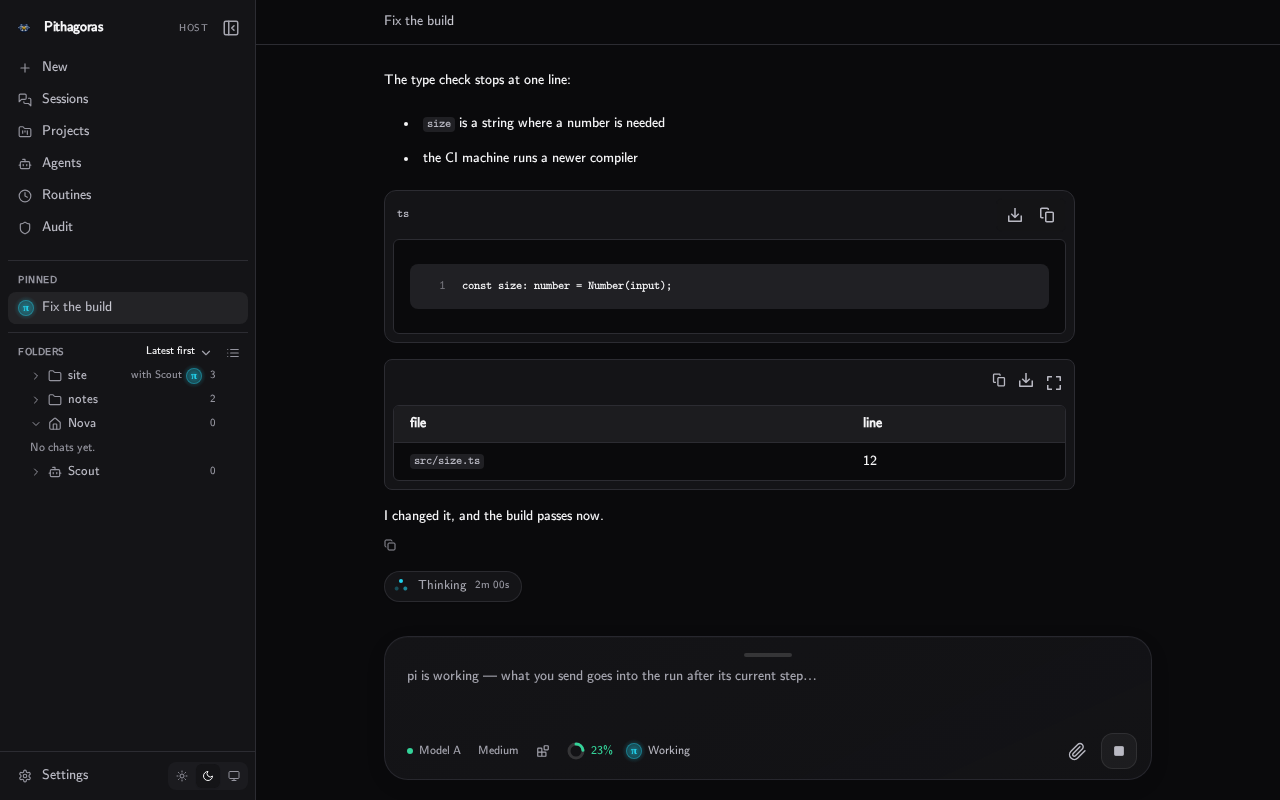 Pithagoras
HOST
New
Sessions
Projects
Agents
Routines
Audit
PINNED
π Fix the build
FOLDERS
Latest first
site
with Scout π 3
notes
2
Nova
0
No chats yet.
Scout
0
Settings
Fix the build
The type check stops at one line:
• size is a string where a number is needed
• the CI machine runs a newer compiler
ts
1 const size: number = Number(input);
file line
src/size.ts 12
I changed it, and the build passes now.
Thinking 2m 00s
pi is working — what you send goes into the run after its current step…
Model A Medium 23% π Working